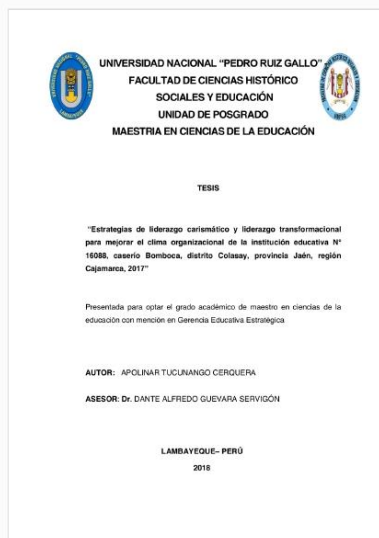 UNIVERSIDAD NACIONAL “PEDRO RUIZ GALLO”
FACULTAD DE CIENCIAS HISTÓRICO
SOCIALES Y EDUCACIÓN
UNIDAD DE POSGRADO
MAESTRIA EN CIENCIAS DE LA EDUCACIÓN
TESIS
“Estrategias de liderazgo carismático y liderazgo transformacional
para mejorar el clima organizacional de la institución educativa N°
16088, caserío Bomboca, distrito Colasay, provincia Jaén, región
Cajamarca, 2017”
Presentada para optar el grado académico de maestro en ciencias de la
educación con mención en Gerencia Educativa Estratégica
AUTOR: APOLINAR TUCUNANGO CERQUERA
ASESOR: Dr. DANTE ALFREDO GUEVARA SERVIGÓN
LAMBAYEQUE– PERÚ
2018